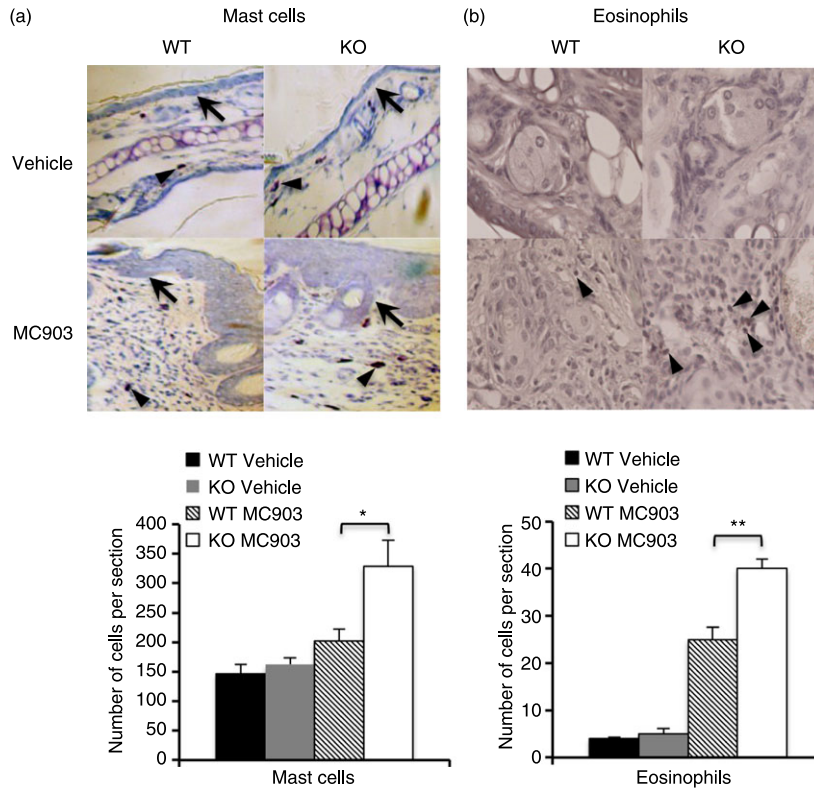 (a)
Mast cells
WT
KO
Vehicle
MC903
(b)
Eosinophils
WT
KO
WT Vehicle
KO Vehicle
WT MC903
KO MC903
*
Number of cells per section
400
350
300
250
200
150
100
50
0
Mast cells
WT Vehicle
KO Vehicle
WT MC903
KO MC903
**
Number of cells per section
50
40
30
20
10
0
Eosinophils